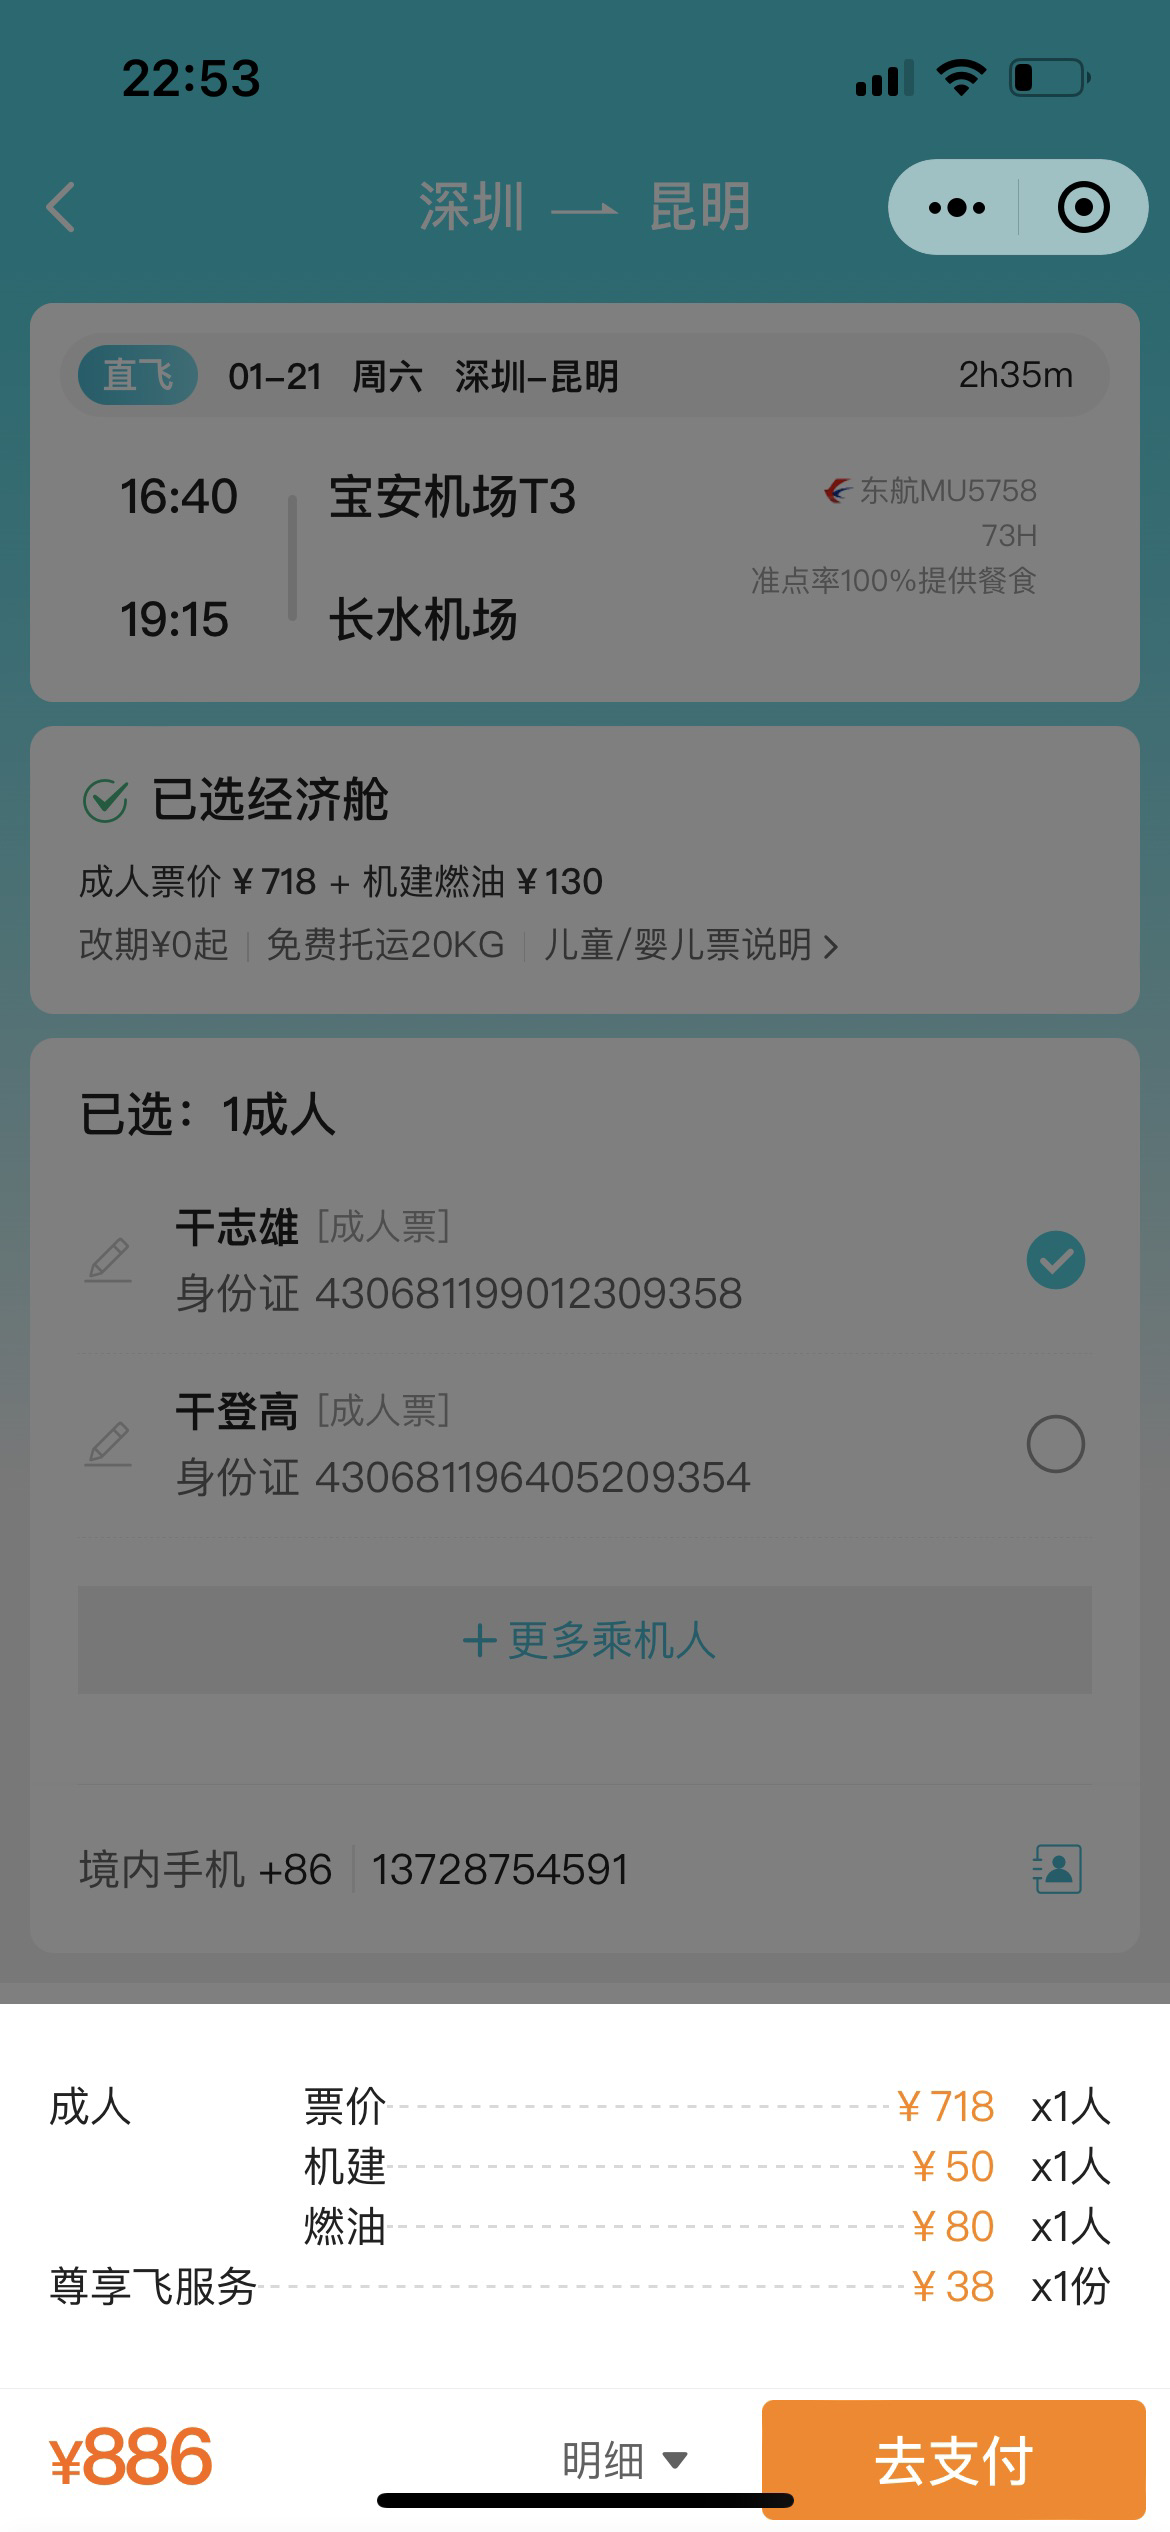 22:53
深圳 昆明
直飞 01-21 周六 深圳-昆明 2h35m
16:40 宝安机场T3
东航MU5758
73H
准点率100%提供餐食
19:15 长水机场
已选经济舱
成人票价 ¥718 + 机建燃油 ¥130
改期¥0起 免费托运20KG 儿童/婴儿票说明
已选：1成人
干志雄 [成人票]
身份证 430681199012309358
干登高 [成人票]
身份证 430681196405209354
+更多乘机人
境内手机 +86 13728754591
成人 票价 ¥718 x1人
机建 ¥50 x1人
燃油 ¥80 x1人
尊享飞服务 ¥38 x1份
¥886 明细 去支付